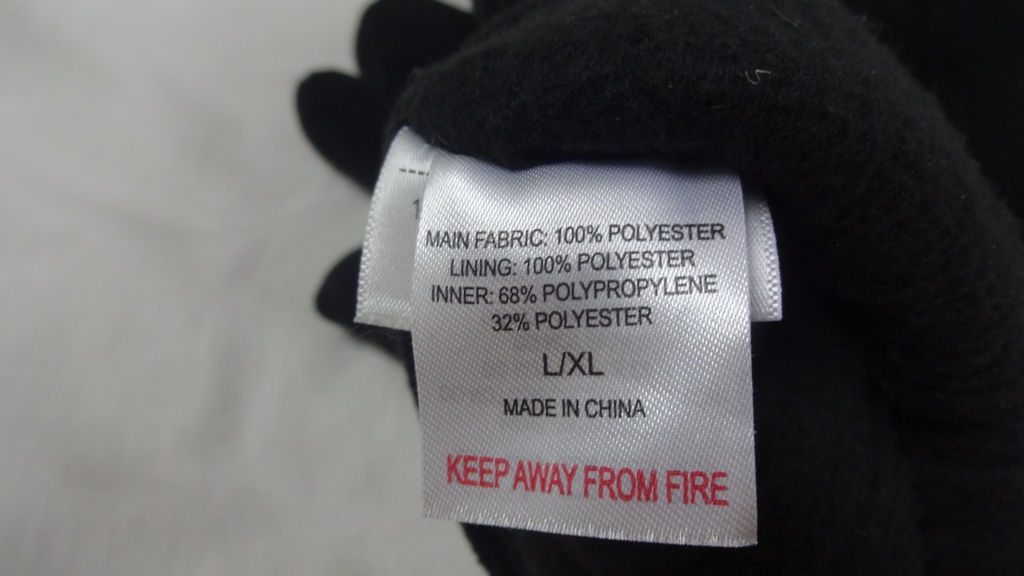 MAIN FABRIC: 100% POLYESTER
LINING: 100% POLYESTER
INNER: 68% POLYPROPYLENE
32% POLYESTER
L/XL
MADE IN CHINA
KEEP AWAY FROM FIRE